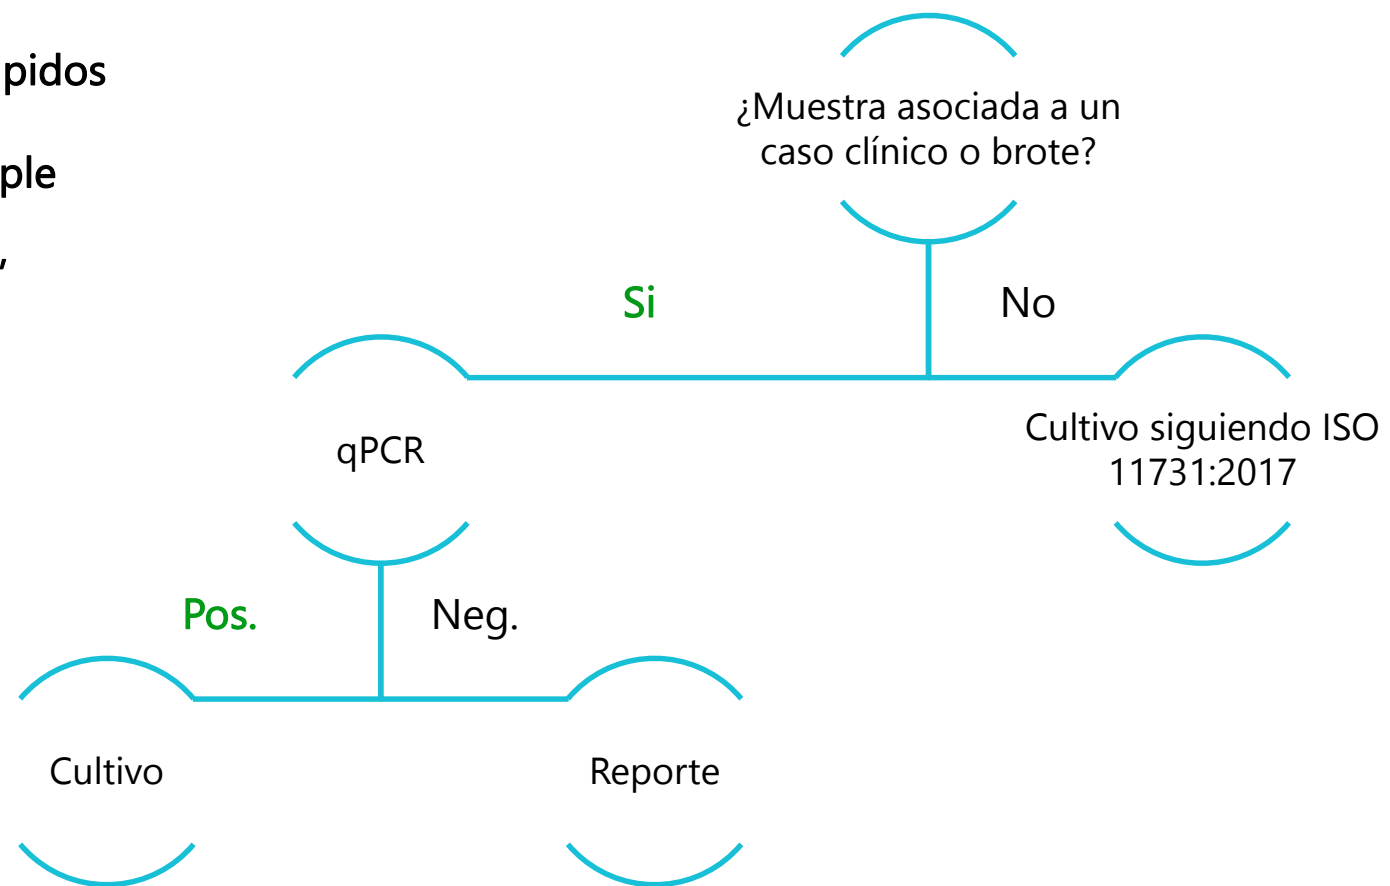 pidos
ple
,
¿Muestra asociada a un
caso clínico o brote?
Si
No
qPCR
Cultivo siguiendo ISO
11731:2017
Pos.
Neg.
Cultivo
Reporte